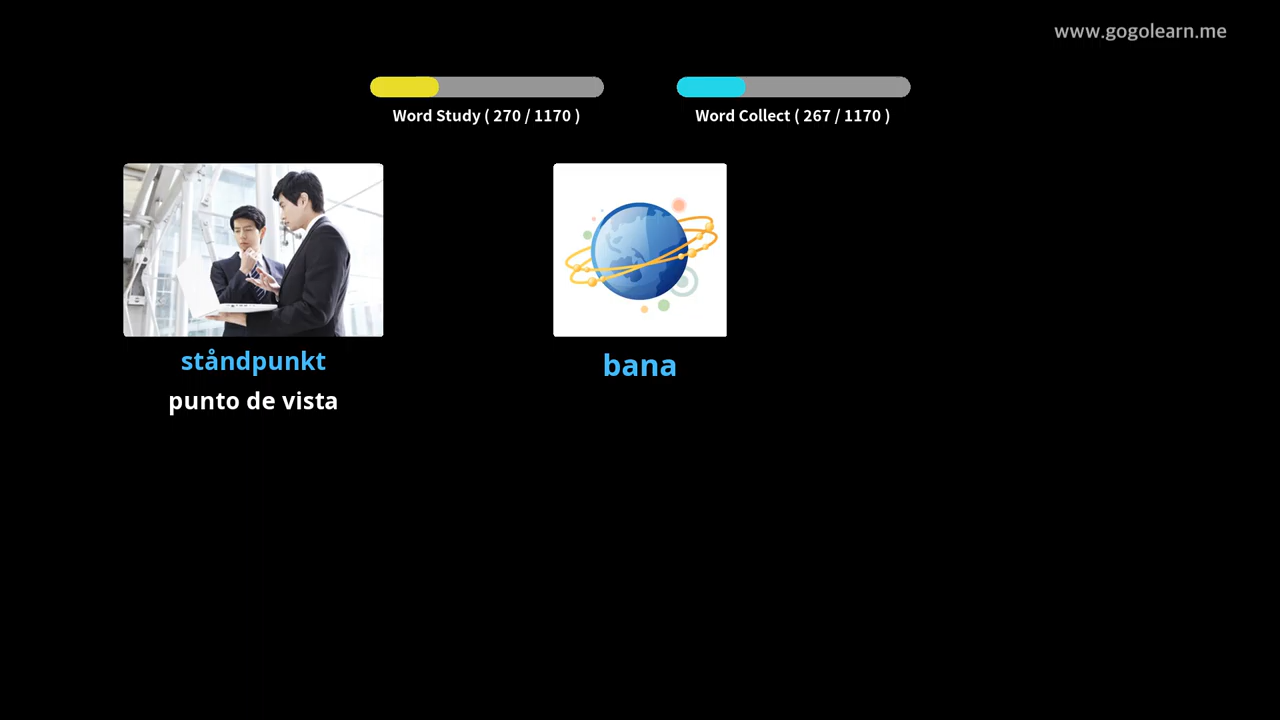 www.gogolearn.me
Word Study ( 270 / 1170 )
Word Collect ( 267 / 1170 )
ståndpunkt
punto de vista
bana